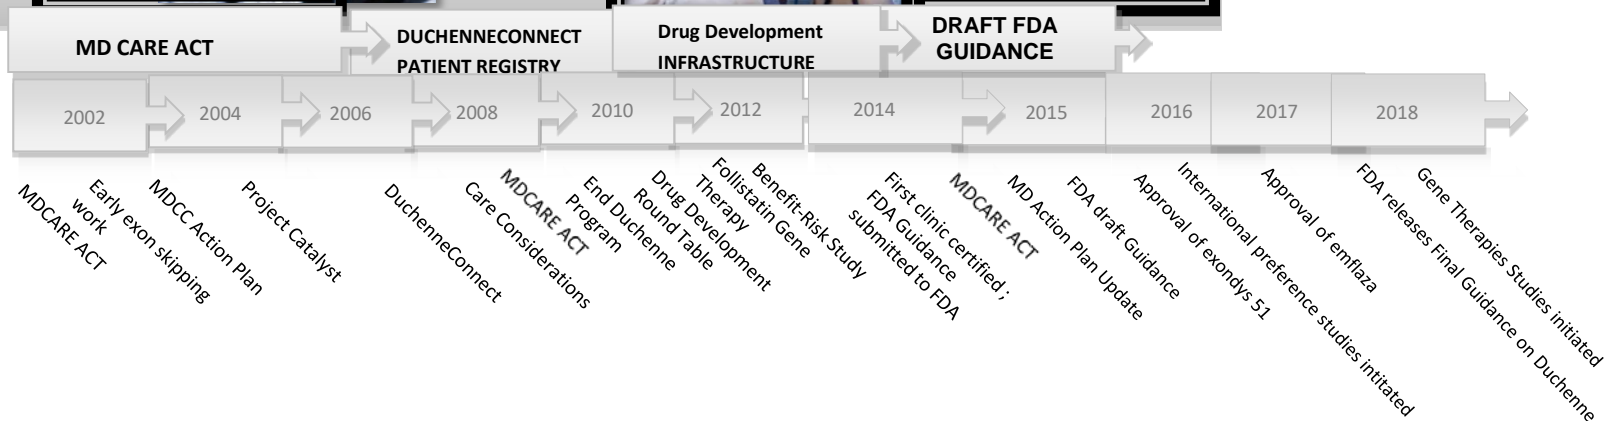 MD CARE ACT
DUCHENNECONNECT
PATIENT REGISTRY
Drug Development
INFRASTRUCTURE
DRAFT FDA
GUIDANCE
2002
2004
2006
2008
2010
2012
2014
2015
2016
2017
2018
MDCARE ACT
Early exon skipping
work
MDCC Action Plan
Project Catalyst
DuchenneConnect
Care Considerations
MDCARE ACT
End Duchenne
Program
Drug Development
Round Table
Follistatin Gene
Therapy
Benefit-Risk Study
First clinic certified ;
FDA Guidance
submitted to FDA
MDCARE ACT
MD Action Plan Update
FDA draft Guidance
Approval of exondys 51
International preference studies intitated
Approval of emflaza
FDA releases Final Guidance on Duchenne
Gene Therapies Studies initiated